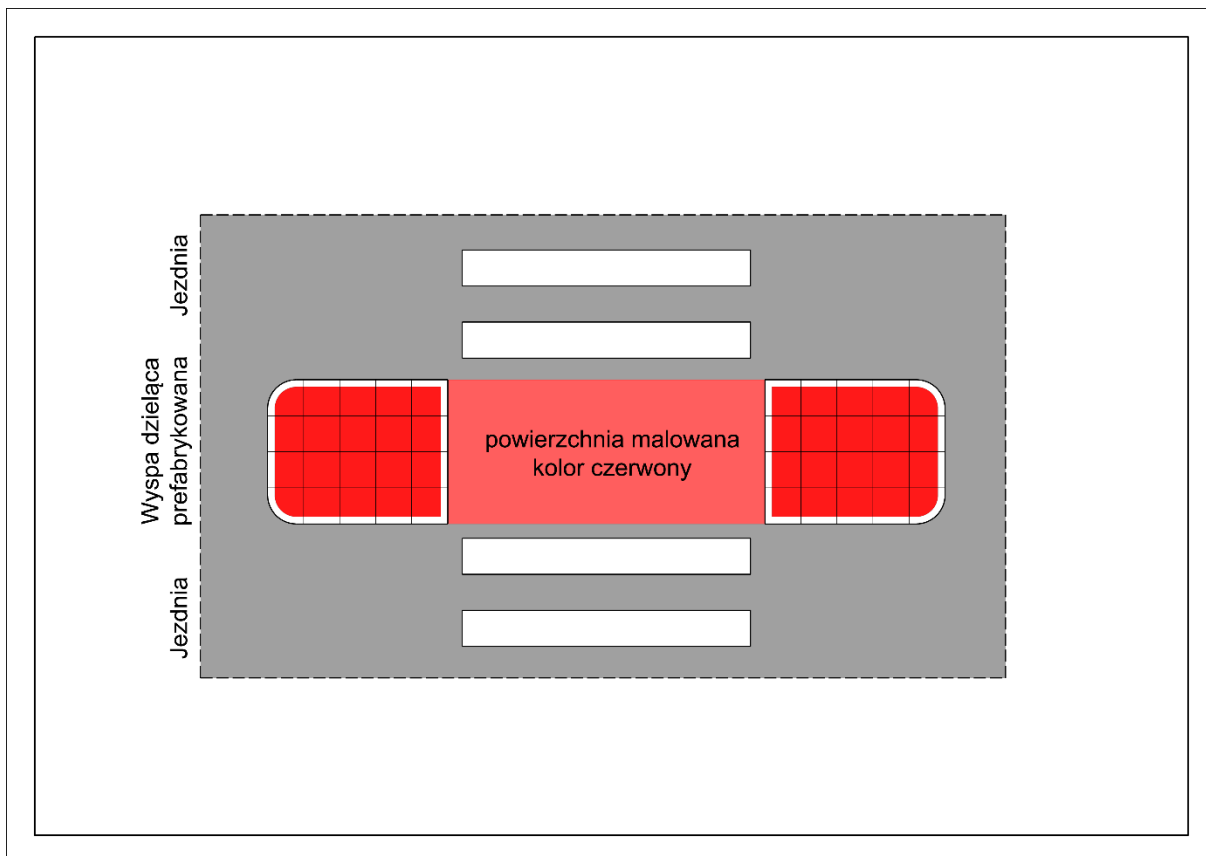 Jezdnia
Wyspa dzieląca
prefabrykowana
Jezdnia
powierzchnia malowana
kolor czerwony